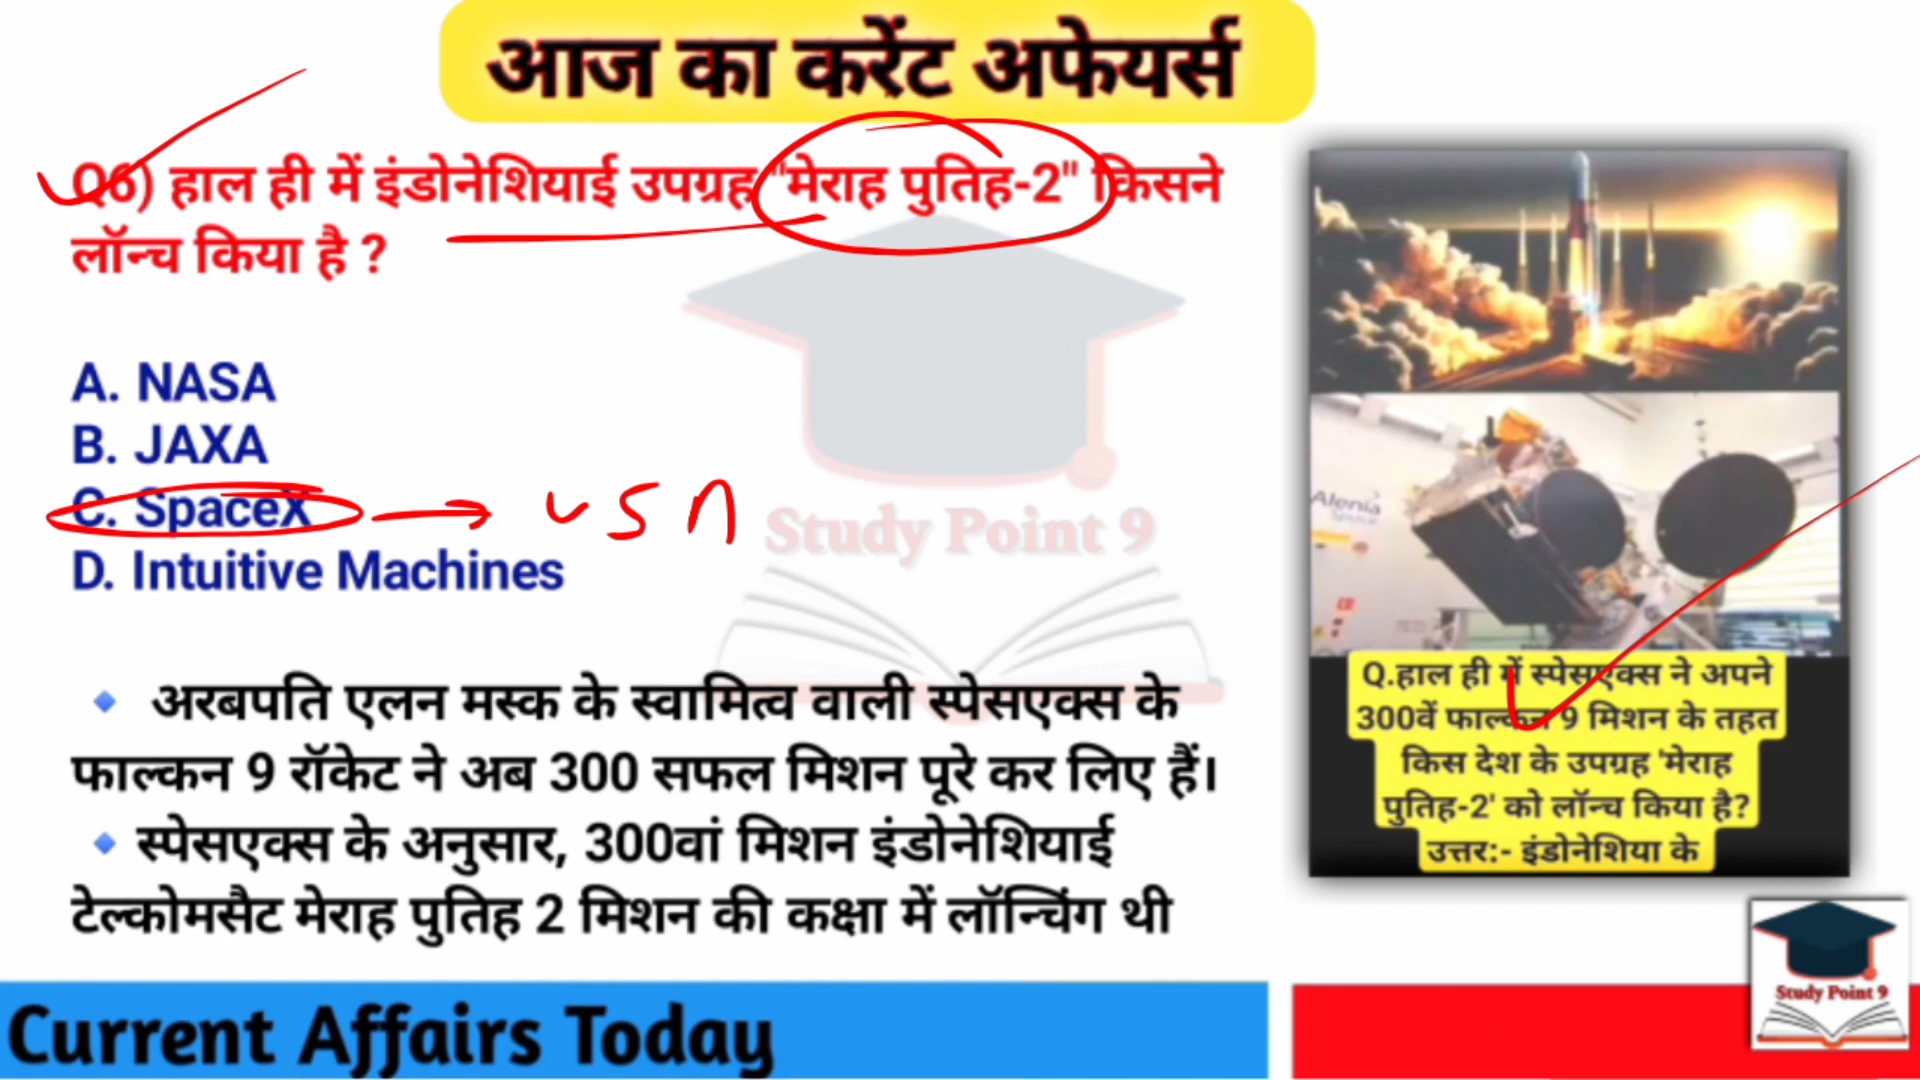 आज का करेंट अफेयर्स
Q6) हाल ही में इंडोनेशियाई उपग्रह "मेराह पुतिह-2" किसने
लॉन्च किया है ?
A. NASA
B. JAXA
C. SpaceX → USA
D. Intuitive Machines
Study Point 9
🔹 अरबपति एलन मस्क के स्वामित्व वाली स्पेसएक्स के
फाल्कन 9 रॉकेट ने अब 300 सफल मिशन पूरे कर लिए हैं।
🔹 स्पेसएक्स के अनुसार, 300वां मिशन इंडोनेशियाई
टेल्कोमसैट मेराह पुतिह 2 मिशन की कक्षा में लॉन्चिंग थी
Alenia
Space
Q.हाल ही में स्पेसएक्स ने अपने
300वें फाल्कन 9 मिशन के तहत
किस देश के उपग्रह 'मेराह
पुतिह-2' को लॉन्च किया है?
उत्तर:- इंडोनेशिया के
Study Point 9
Current Affairs Today